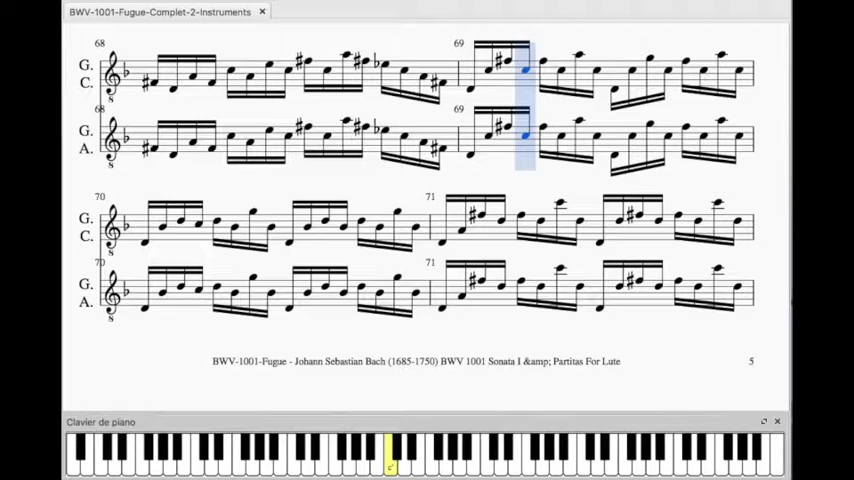 BWV-1001-Fugue-Complet-2-Instruments ✕
68
69
G.
C.
68
69
G.
A.
70
71
G.
C.
70
71
G.
A.
BWV-1001-Fugue - Johann Sebastian Bach (1685-1750) BWV 1001 Sonata I &amp; Partitas For Lute
5
Clavier de piano
c'